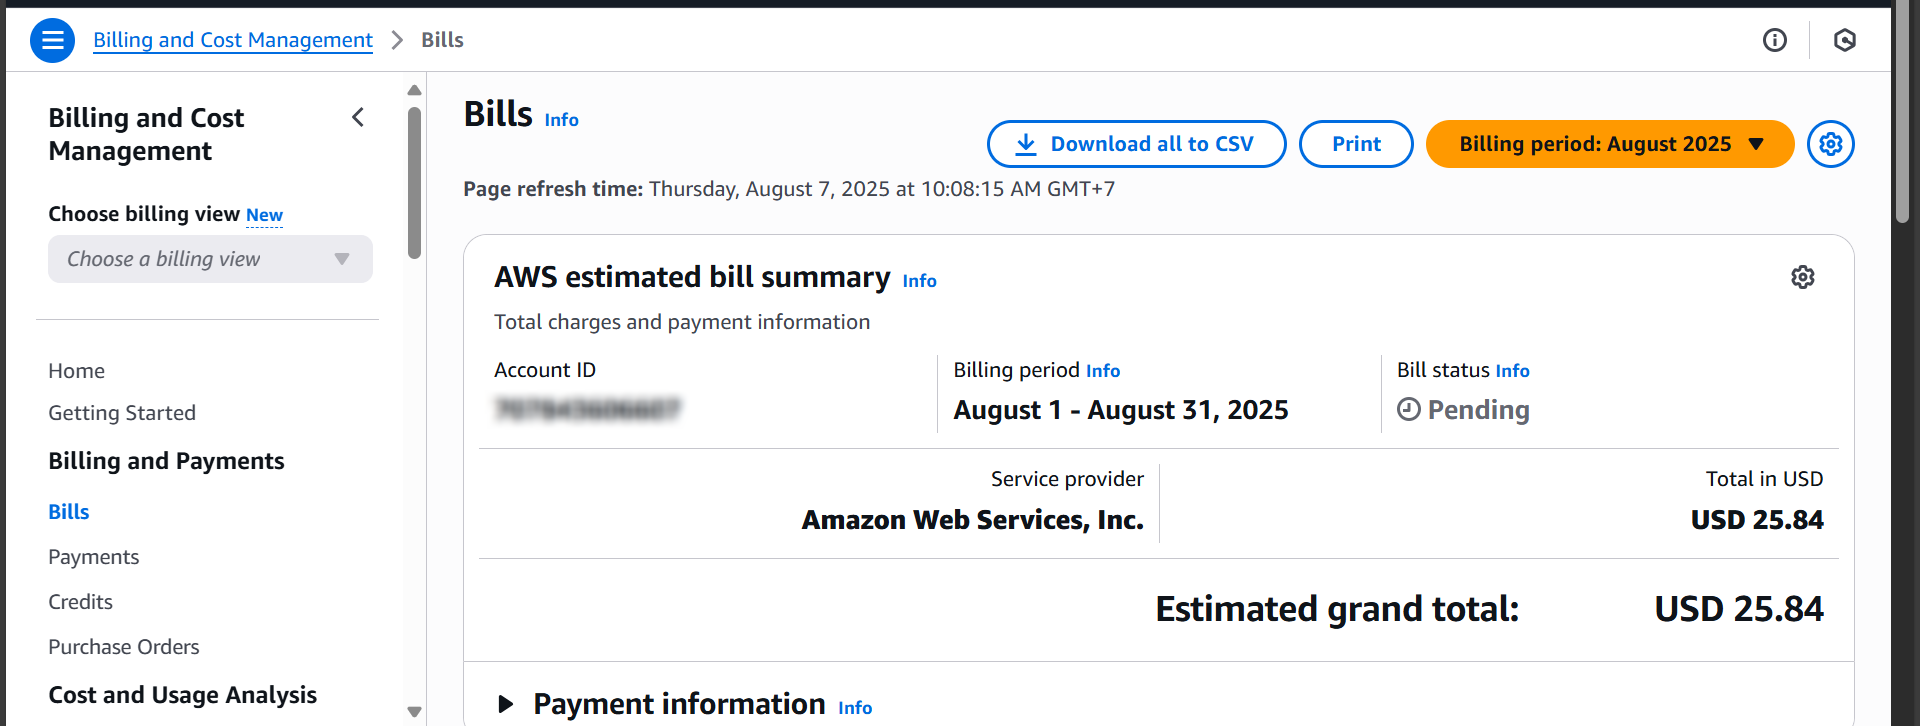 Billing and Cost Management > Bills
Billing and Cost
Management
Choose billing view New
Choose a billing view
Home
Getting Started
Billing and Payments
Bills
Payments
Credits
Purchase Orders
Cost and Usage Analysis
Bills Info
Download all to CSV
Print
Billing period: August 2025
Page refresh time: Thursday, August 7, 2025 at 10:08:15 AM GMT+7
AWS estimated bill summary Info
Total charges and payment information
Account ID
Billing period Info
August 1 - August 31, 2025
Bill status Info
Pending
Service provider
Amazon Web Services, Inc.
Total in USD
USD 25.84
Estimated grand total: USD 25.84
Payment information Info